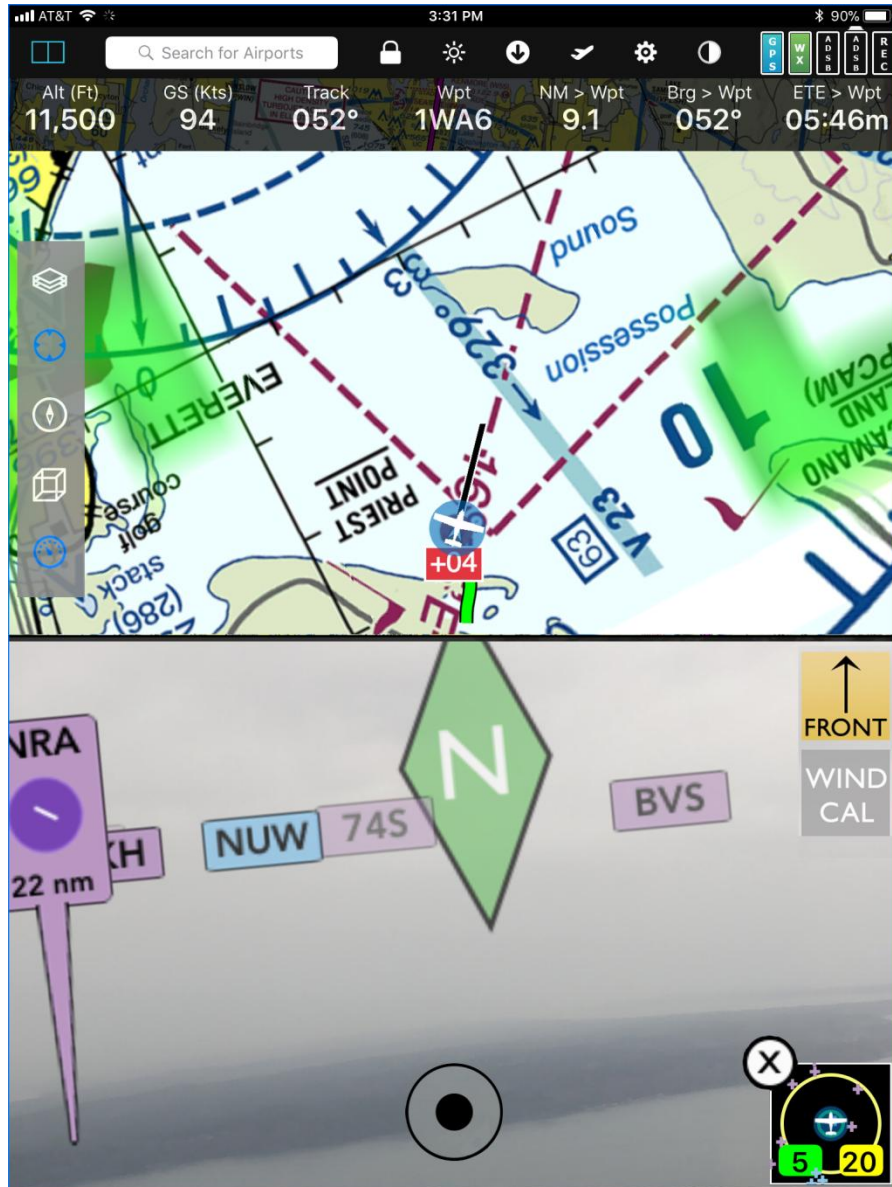 AT&T
3:31 PM
90%
Search for Airports
GPS
WX
ADSB
ADSB
REC
Alt (Ft)
GS (Kts)
Track
Wpt
NM > Wpt
Brg > Wpt
ETE > Wpt
11,500
94
052°
1WA6
9.1
052°
05:46m
Sound
Possession
3
329°
0
EVERETT
10
PRIEST
POINT
golf
course
stack
(286)
63
V 23
+04
NRA
22 nm
KH
NUW
74S
N
BVS
FRONT
WIND
CAL
X
5
20